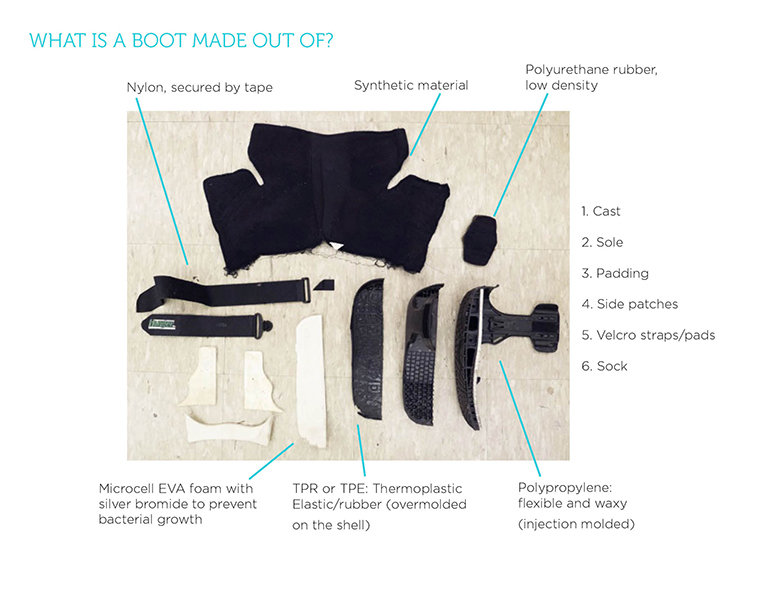 WHAT IS A BOOT MADE OUT OF?
Nylon, secured by tape
Synthetic material
Polyurethane rubber,
low density
1. Cast
2. Sole
3. Padding
4. Side patches
5. Velcro straps/pads
6. Sock
Microcell EVA foam with
silver bromide to prevent
bacterial growth
TPR or TPE: Thermoplastic
Elastic/rubber (overmolded
on the shell)
Polypropylene:
flexible and waxy
(injection molded)